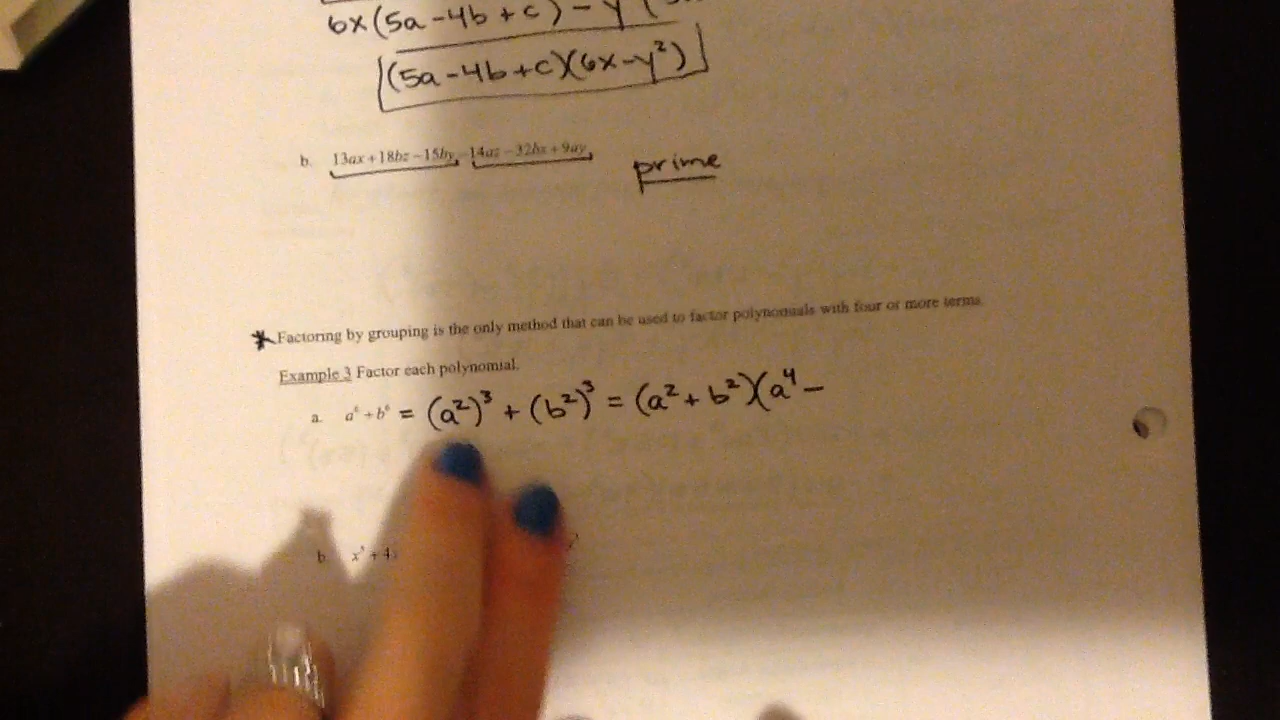 6x(5a-4b+c)-y(
(5a-4b+c)(6x-y²)
b. 13ax+18bz-15by-14az-32bx+9ay prime
* Factoring by grouping is the only method that can be used to factor polynomials with four or more terms.
Example 3 Factor each polynomial.
a. a⁶+b⁶ = (a²)³ + (b²)³ = (a²+b²)(a⁴-
b.